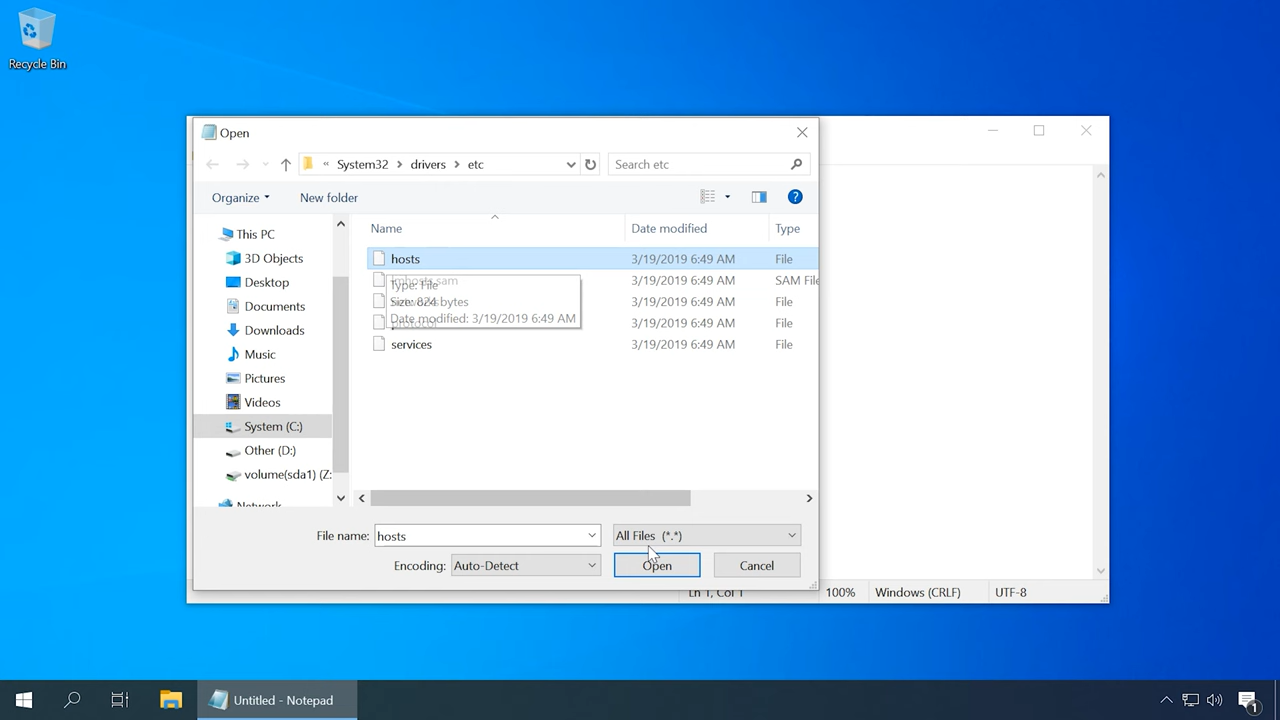 Recycle Bin
Open
« System32 > drivers > etc
Search etc
Organize
New folder
Name
Date modified
Type
This PC
3D Objects
Desktop
Documents
Downloads
Music
Pictures
Videos
System (C:)
Other (D:)
volume(sda1) (Z:
Network
hosts 3/19/2019 6:49 AM File
lmhosts.sam 3/19/2019 6:49 AM SAM File
3/19/2019 6:49 AM File
protocol 3/19/2019 6:49 AM File
services 3/19/2019 6:49 AM File
Type: File
Size: 824 bytes
Date modified: 3/19/2019 6:49 AM
File name: hosts
All Files (*.*)
Encoding: Auto-Detect
Open
Cancel
Ln 1, Col 1
100%
Windows (CRLF)
UTF-8
Untitled - Notepad
1